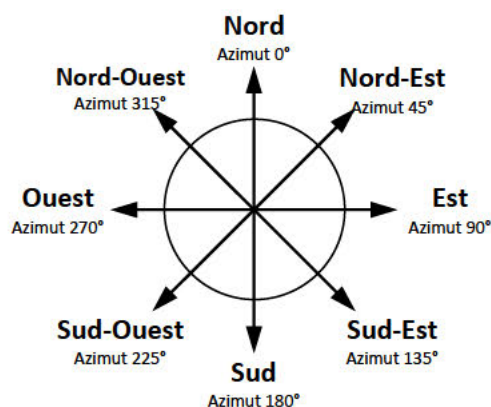 Nord
Azimut 0°
Nord-Ouest
Azimut 315°
Nord-Est
Azimut 45°
Ouest
Azimut 270°
Est
Azimut 90°
Sud-Ouest
Azimut 225°
Sud-Est
Azimut 135°
Sud
Azimut 180°